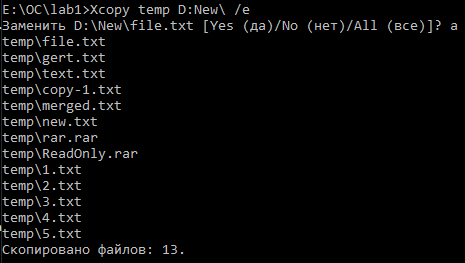 E:\OC\lab1>Xcopy temp D:New\ /e
Заменить D:\New\file.txt [Yes (да)/No (нет)/All (все)]? a
temp\file.txt
temp\gert.txt
temp\text.txt
temp\copy-1.txt
temp\merged.txt
temp\new.txt
temp\rar.rar
temp\ReadOnly.rar
temp\1.txt
temp\2.txt
temp\3.txt
temp\4.txt
temp\5.txt
Скопировано файлов: 13.